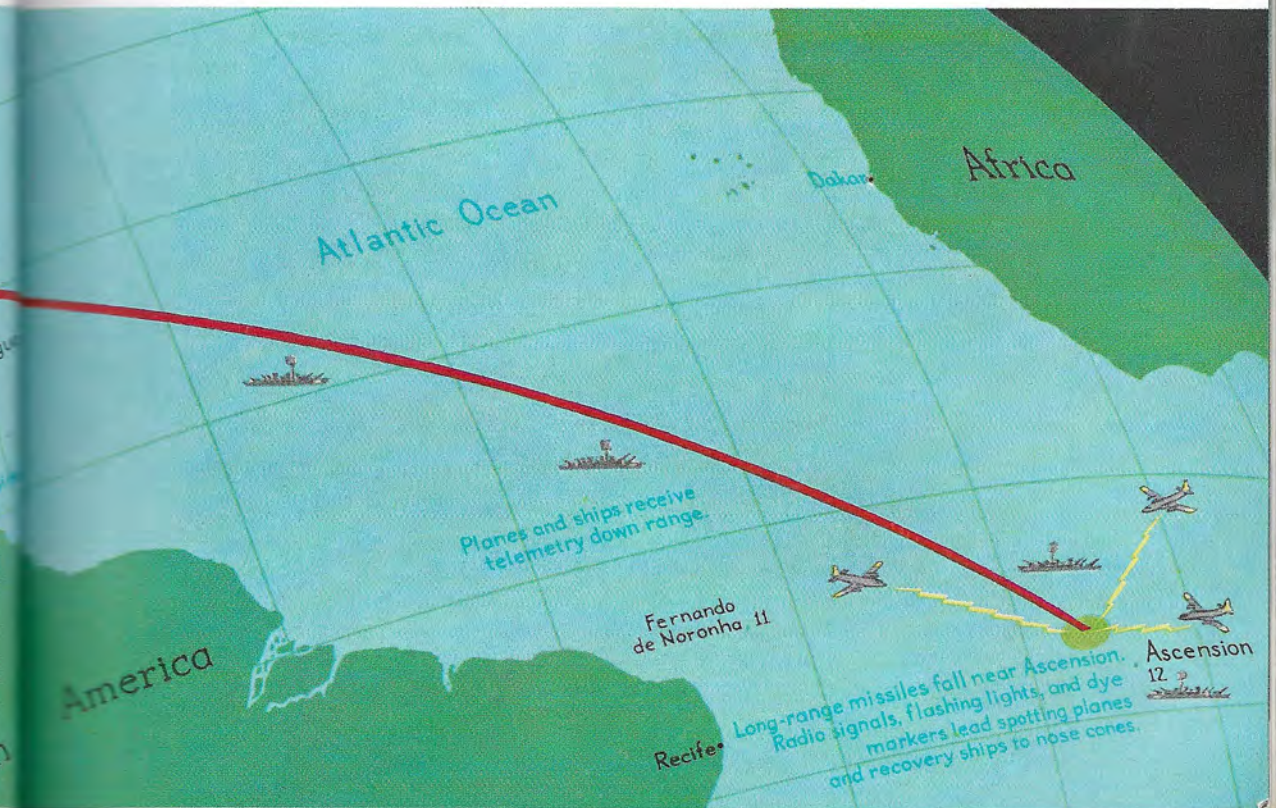 Africa
Dakar
Atlantic Ocean
Planes and ships receive
telemetry down range.
Fernando
de Noronha 11
America
Ascension
12
Long-range missiles fall near Ascension.
Radio signals, flashing lights, and dye
markers lead spotting planes
and recovery ships to nose cones.
Recife